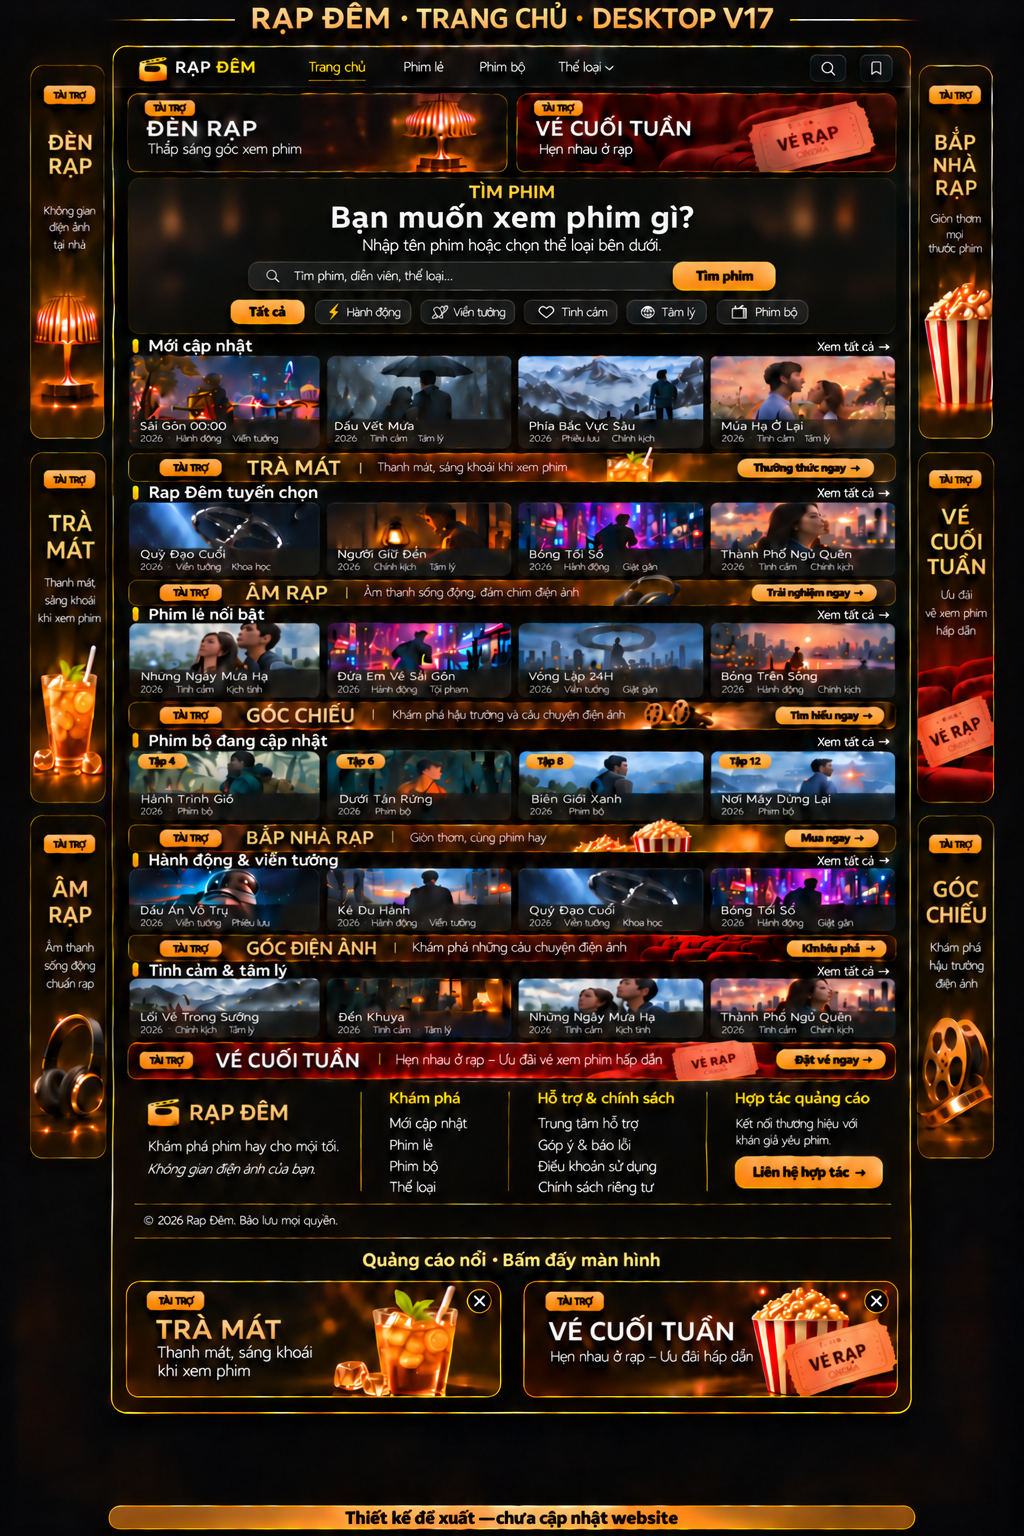 RẠP ĐÊM · TRANG CHỦ · DESKTOP V17
RẠP ĐÊM
Trang chủ
Phim lẻ
Phim bộ
Thể loại
TÀI TRỢ
ĐÈN RẠP
Thắp sáng góc xem phim
TÀI TRỢ
VÉ CUỐI TUẦN
Hẹn nhau ở rạp
VÉ RẠP
CINEMA
TÌM PHIM
Bạn muốn xem phim gì?
Nhập tên phim hoặc chọn thể loại bên dưới.
Tìm phim, diễn viên, thể loại...
Tìm phim
Tất cả
Hành động
Viễn tưởng
Tình cảm
Tâm lý
Phim bộ
Mới cập nhật
Xem tất cả →
Sài Gòn 00:00
2026 · Hành động · Viễn tưởng
Dấu Vết Mưa
2026 · Tình cảm · Tâm lý
Phía Bắc Vực Sâu
2026 · Phiêu lưu · Chính kịch
Mùa Hạ Ở Lại
2026 · Tình cảm · Tâm lý
TÀI TRỢ
TRÀ MÁT
Thanh mát, sảng khoái khi xem phim
Thưởng thức ngay →
Rạp Đêm tuyển chọn
Xem tất cả →
Quỹ Đạo Cuối
2026 · Viễn tưởng · Khoa học
Người Giữ Đèn
2026 · Chính kịch · Tâm lý
Bóng Tối Số
2026 · Hành động · Giật gân
Thành Phố Ngủ Quên
2026 · Tình cảm · Chính kịch
TÀI TRỢ
ÂM RẠP
Âm thanh sống động, đắm chìm điện ảnh
Trải nghiệm ngay →
Phim lẻ nổi bật
Xem tất cả →
Những Ngày Mưa Hạ
2026 · Tình cảm · Kịch tính
Đưa Em Về Sài Gòn
2026 · Hành động · Tội phạm
Vòng Lặp 24H
2026 · Viễn tưởng · Giật gân
Bóng Trên Sông
2026 · Hành động · Chính kịch
TÀI TRỢ
GÓC CHIẾU
Khám phá hậu trường và câu chuyện điện ảnh
Tìm hiểu ngay →
Phim bộ đang cập nhật
Xem tất cả →
Tập 4
Hành Trình Gió
2026 · Phim bộ
Tập 6
Dưới Tán Rừng
2026 · Phim bộ
Tập 8
Biên Giới Xanh
2026 · Phim bộ
Tập 12
Nơi Mây Dừng Lại
2026 · Phim bộ
TÀI TRỢ
BẮP NHÀ RẠP
Giòn thơm, cùng phim hay
Mua ngay →
Hành động & viễn tưởng
Xem tất cả →
Dấu Ấn Vũ Trụ
2026 · Viễn tưởng · Phiêu lưu
Kẻ Du Hành
2026 · Hành động · Viễn tưởng
Quỹ Đạo Cuối
2026 · Viễn tưởng · Khoa học
Bóng Tối Số
2026 · Hành động · Giật gân
TÀI TRỢ
GÓC ĐIỆN ẢNH
Khám phá những câu chuyện điện ảnh
phá →
Tình cảm & tâm lý
Xem tất cả →
Lối Về Trong Sương
2026 · Chính kịch · Tâm lý
Đến Khuya
2026 · Tình cảm · Tâm lý
Những Ngày Mưa Hạ
2026 · Tình cảm · Kịch tính
Thành Phố Ngủ Quên
2026 · Tình cảm · Chính kịch
TÀI TRỢ
VÉ CUỐI TUẦN
Hẹn nhau ở rạp – Ưu đãi vé xem phim hấp dẫn
VÉ RẠP
Đặt vé ngay →
RẠP ĐÊM
Khám phá phim hay cho mọi tối.
Không gian điện ảnh của bạn.
Khám phá
Mới cập nhật
Phim lẻ
Phim bộ
Thể loại
Hỗ trợ & chính sách
Trung tâm hỗ trợ
Góp ý & báo lỗi
Điều khoản sử dụng
Chính sách riêng tư
Hợp tác quảng cáo
Kết nối thương hiệu với
khán giả yêu phim.
Liên hệ hợp tác →
© 2026 Rạp Đêm. Bảo lưu mọi quyền.
Quảng cáo nổi · Bấm đẩy màn hình
TÀI TRỢ
TRÀ MÁT
Thanh mát, sảng khoái
khi xem phim
TÀI TRỢ
VÉ CUỐI TUẦN
Hẹn nhau ở rạp – Ưu đãi hấp dẫn
VÉ RẠP
TÀI TRỢ
ĐÈN
RẠP
Không gian
điện ảnh
tại nhà
TÀI TRỢ
TRÀ
MÁT
Thanh mát,
sảng khoái
khi xem phim
TÀI TRỢ
ÂM
RẠP
Âm thanh
sống động
chuẩn rạp
TÀI TRỢ
BẮP
NHÀ
RẠP
Giòn thơm
mọi
thước phim
TÀI TRỢ
VÉ
CUỐI
TUẦN
Ưu đãi
vé xem phim
hấp dẫn
VÉ RẠP
TÀI TRỢ
GÓC
CHIẾU
Khám phá
hậu trường
điện ảnh
Thiết kế đề xuất — chưa cập nhật website